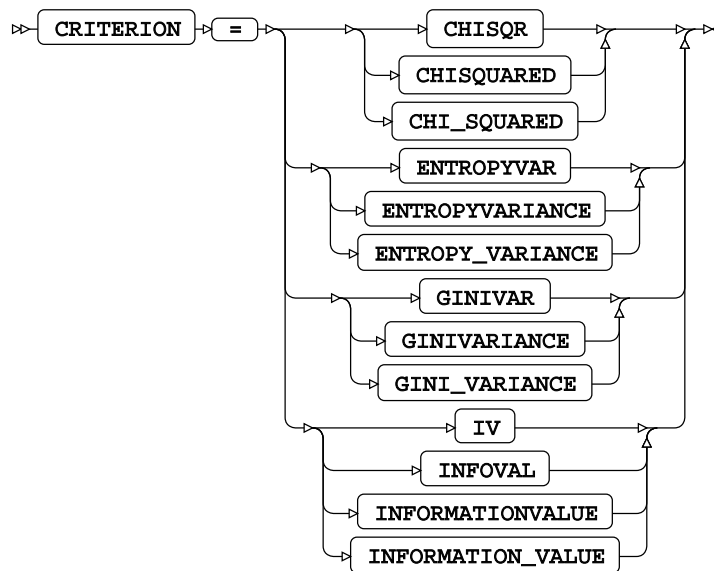 CRITERION = CHISQR
CHISQUARED
CHI_SQUARED
ENTROPYVAR
ENTROPYVARIANCE
ENTROPY_VARIANCE
GINIVAR
GINIVARIANCE
GINI_VARIANCE
IV
INFOVAL
INFORMATIONVALUE
INFORMATION_VALUE